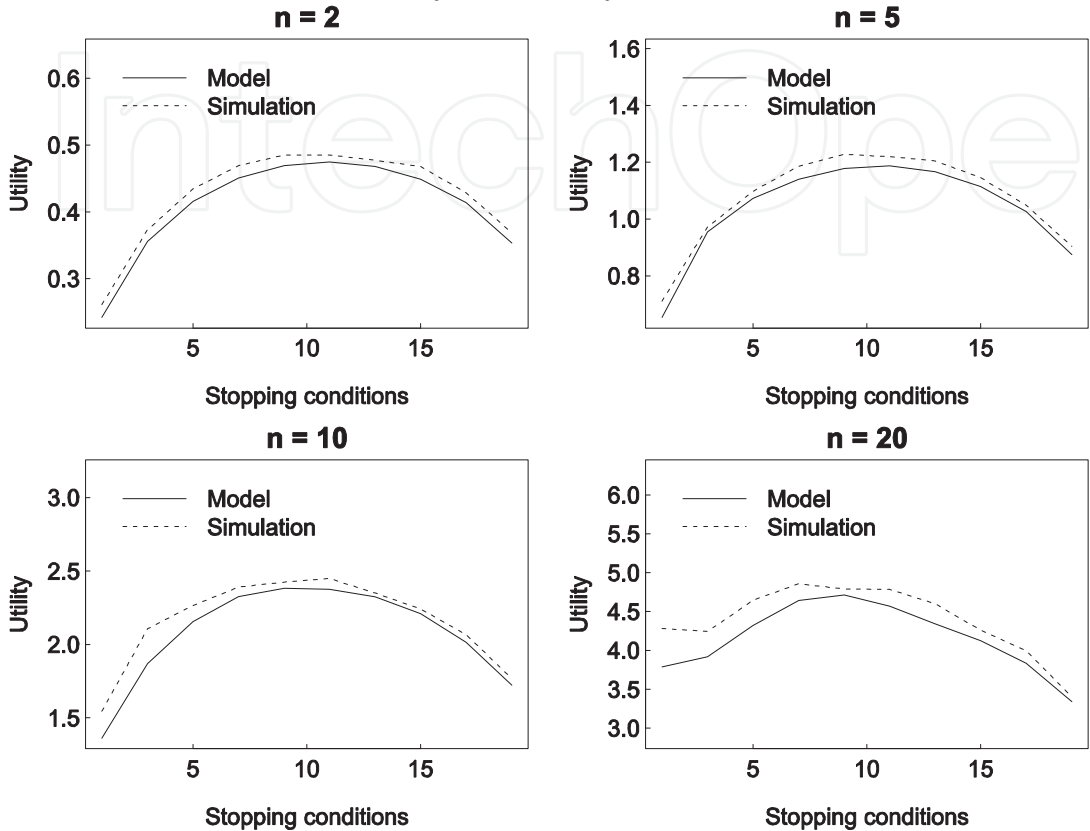 n = 2
0.6
0.5
0.4
0.3
Utility
Model
Simulation
5
10
15
Stopping conditions
n = 5
1.6
1.4
1.2
1.0
0.8
Utility
Model
Simulation
5
10
15
Stopping conditions
n = 10
3.0
2.5
2.0
1.5
Utility
Model
Simulation
5
10
15
Stopping conditions
n = 20
6.0
5.5
5.0
4.5
4.0
3.5
3.0
Utility
Model
Simulation
5
10
15
Stopping conditions
IntechOpe